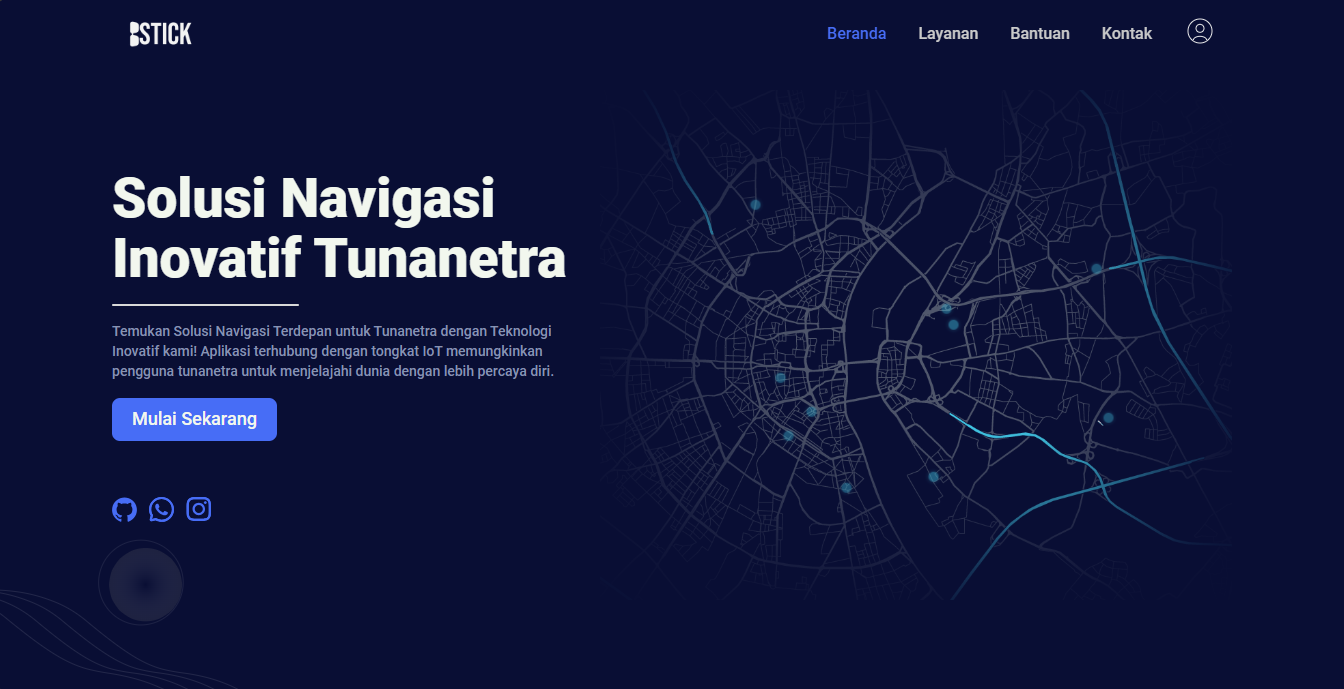 BSTICK
Beranda
Layanan
Bantuan
Kontak
Solusi Navigasi
Inovatif Tunanetra
Temukan Solusi Navigasi Terdepan untuk Tunanetra dengan Teknologi
Inovatif kami! Aplikasi terhubung dengan tongkat IoT memungkinkan
pengguna tunanetra untuk menjelajahi dunia dengan lebih percaya diri.
Mulai Sekarang